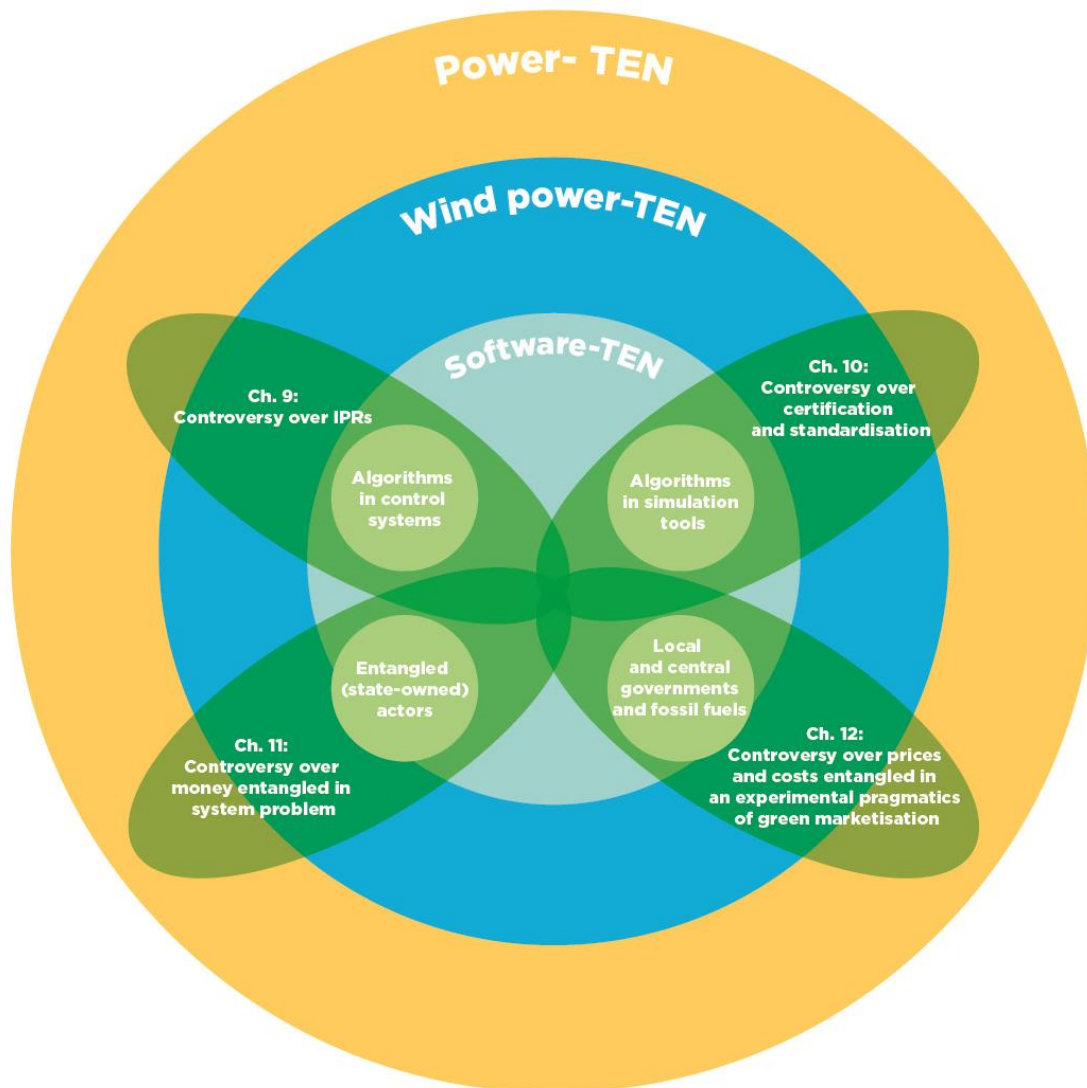 Power- TEN
Wind power-TEN
Software-TEN
Ch. 9:
Controversy over IPRs
Ch. 10:
Controversy over
certification
and standardisation
Algorithms
in control
systems
Algorithms
in simulation
tools
Entangled
(state-owned)
actors
Local
and central
governments
and fossil fuels
Ch. 11:
Controversy over
money entangled in
system problem
Ch. 12:
Controversy over prices
and costs entangled in
an experimental pragmatics
of green marketisation